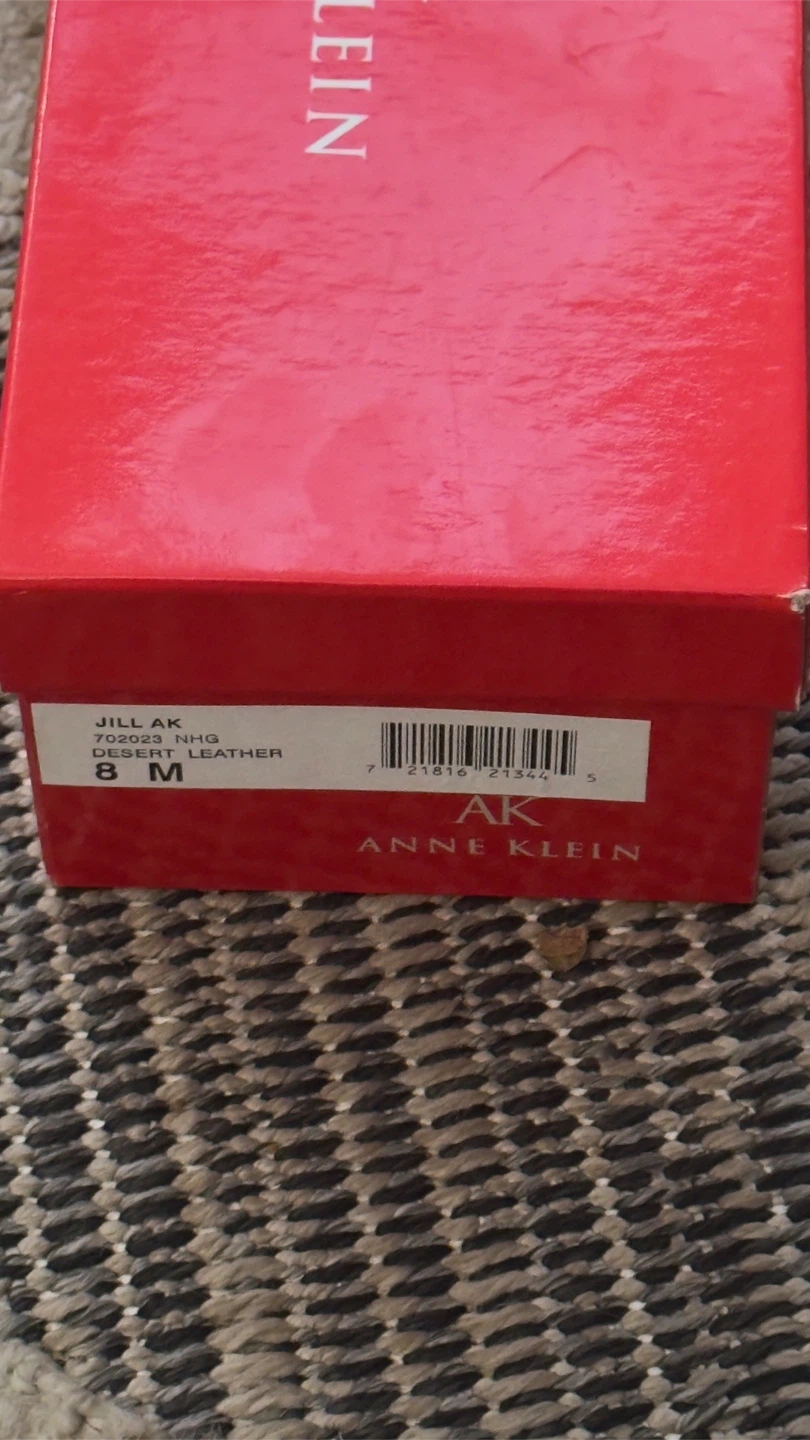 LEIN
JILL AK
702023 NHG
DESERT LEATHER
8 M
7 21816 21344 5
AK
ANNE KLEIN